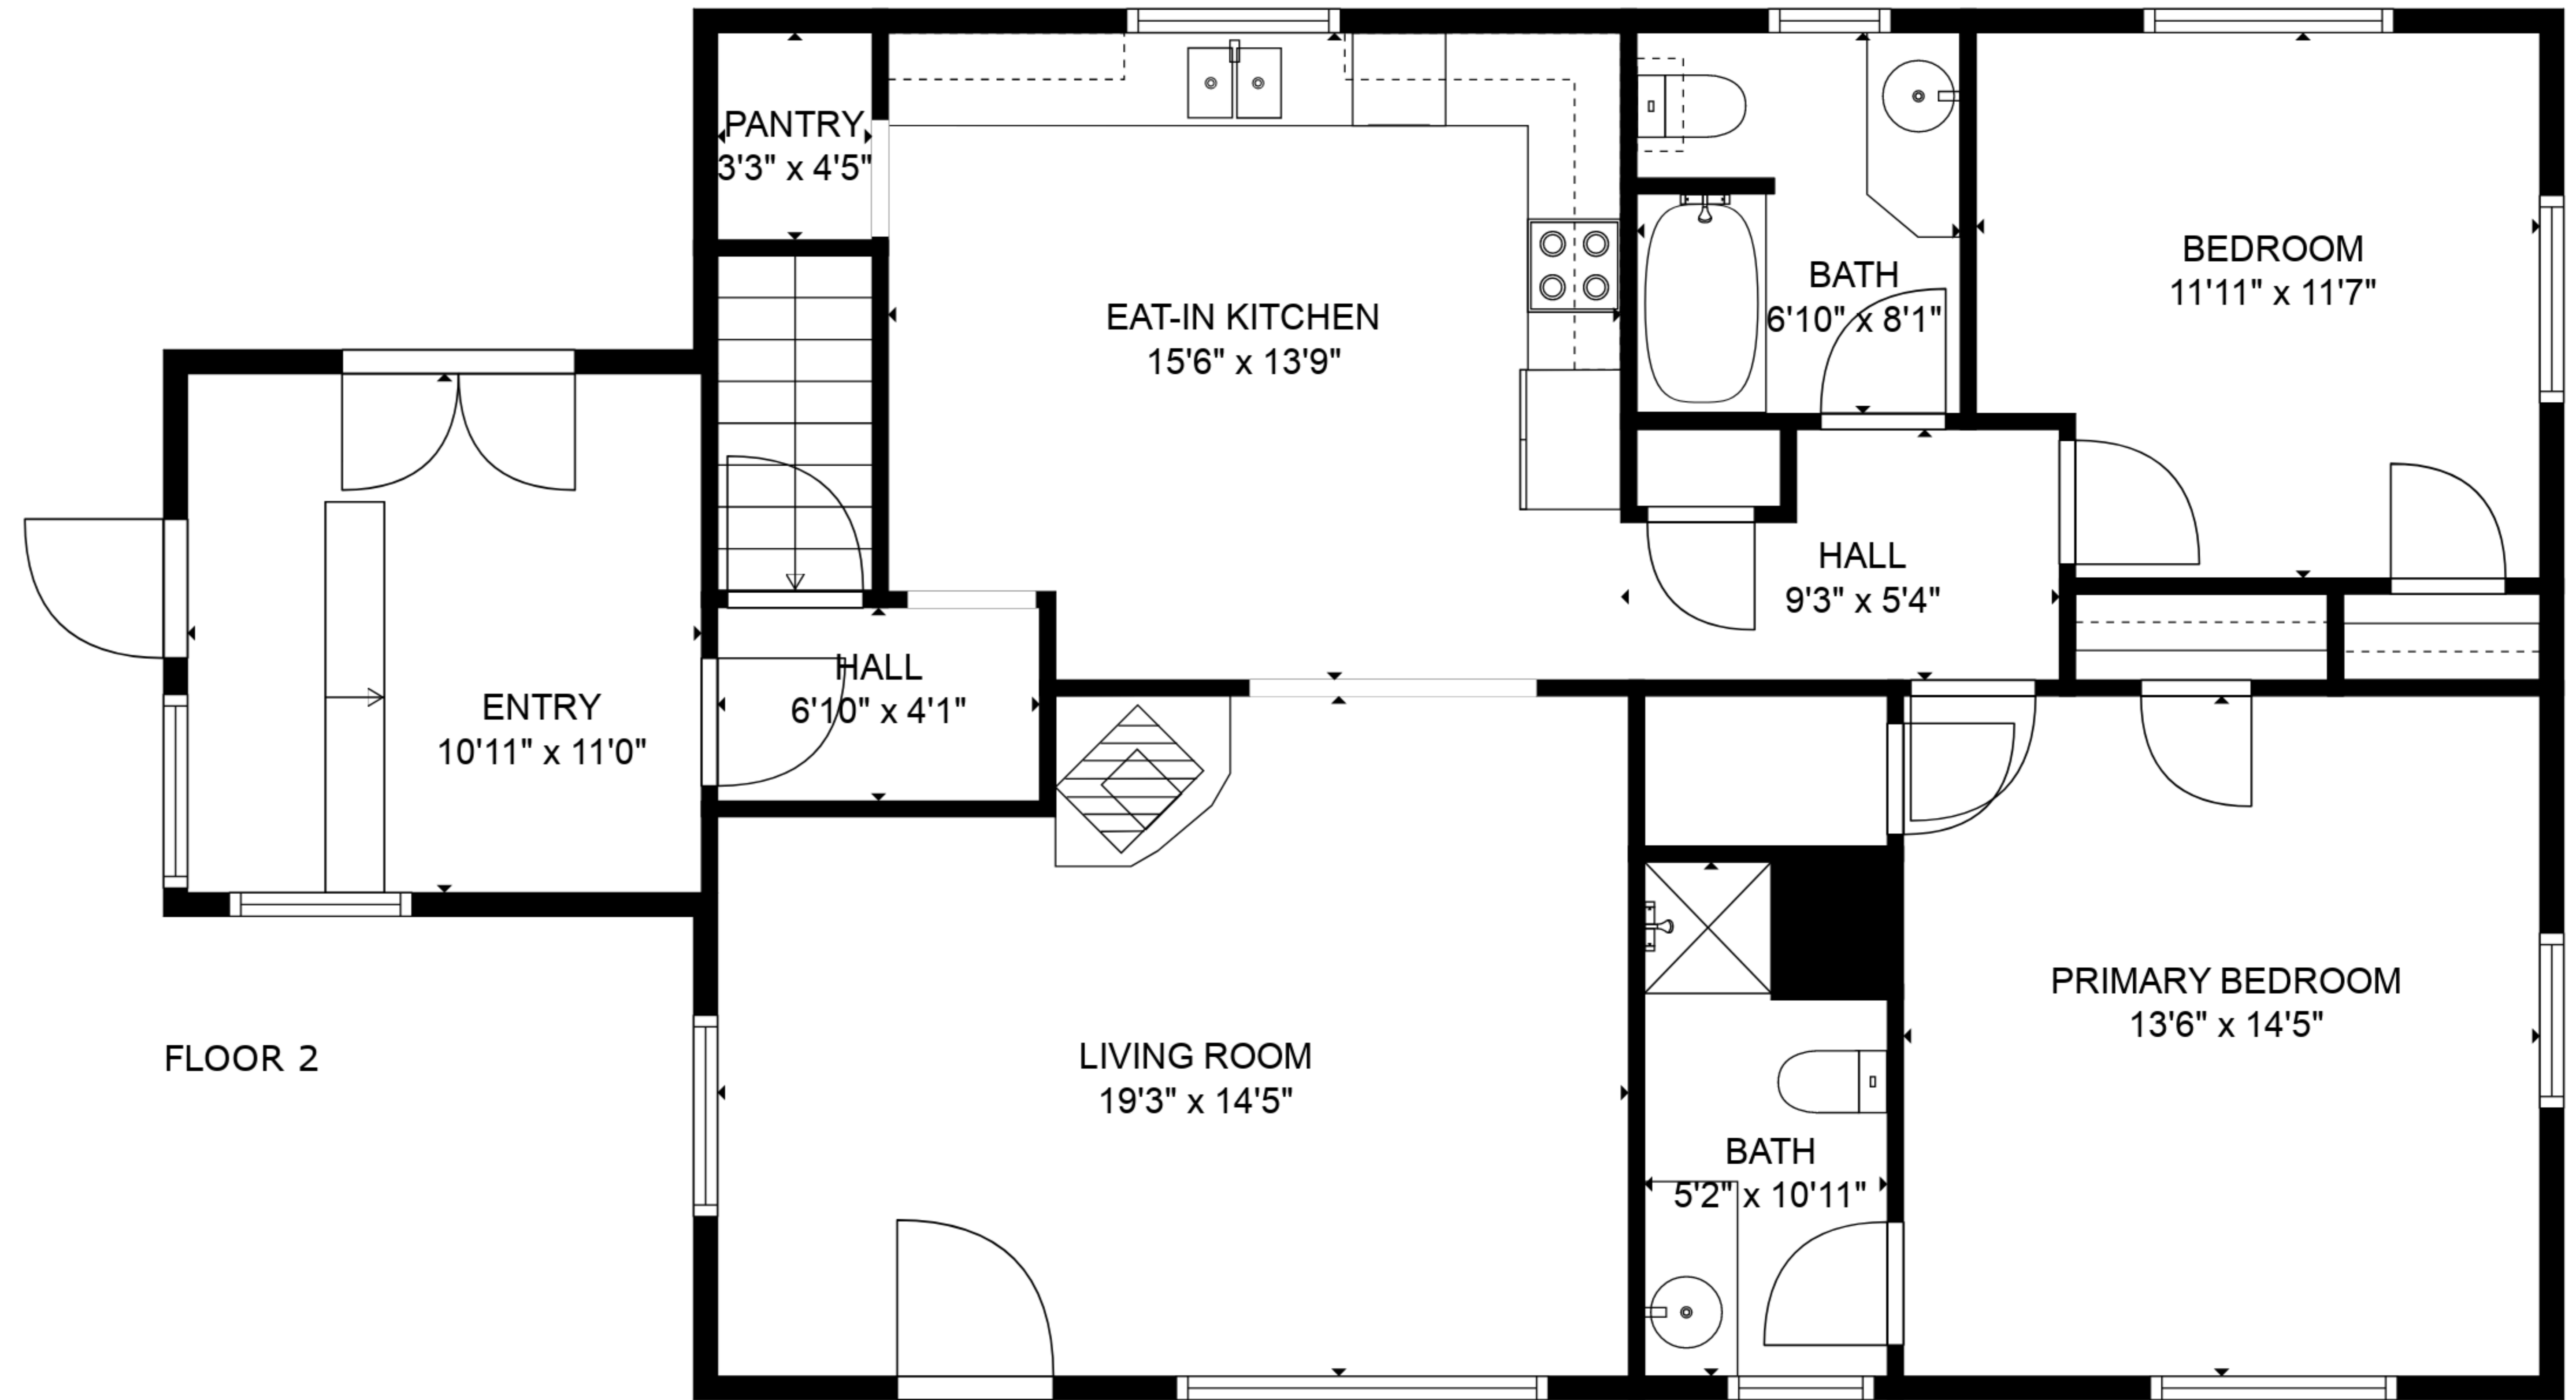 PANTRY
3'3" x 4'5"
EAT-IN KITCHEN
15'6" x 13'9"
BATH
6'10" x 8'1"
BEDROOM
11'11" x 11'7"
HALL
9'3" x 5'4"
HALL
6'10" x 4'1"
ENTRY
10'11" x 11'0"
LIVING ROOM
19'3" x 14'5"
BATH
5'2" x 10'11"
PRIMARY BEDROOM
13'6" x 14'5"
FLOOR 2